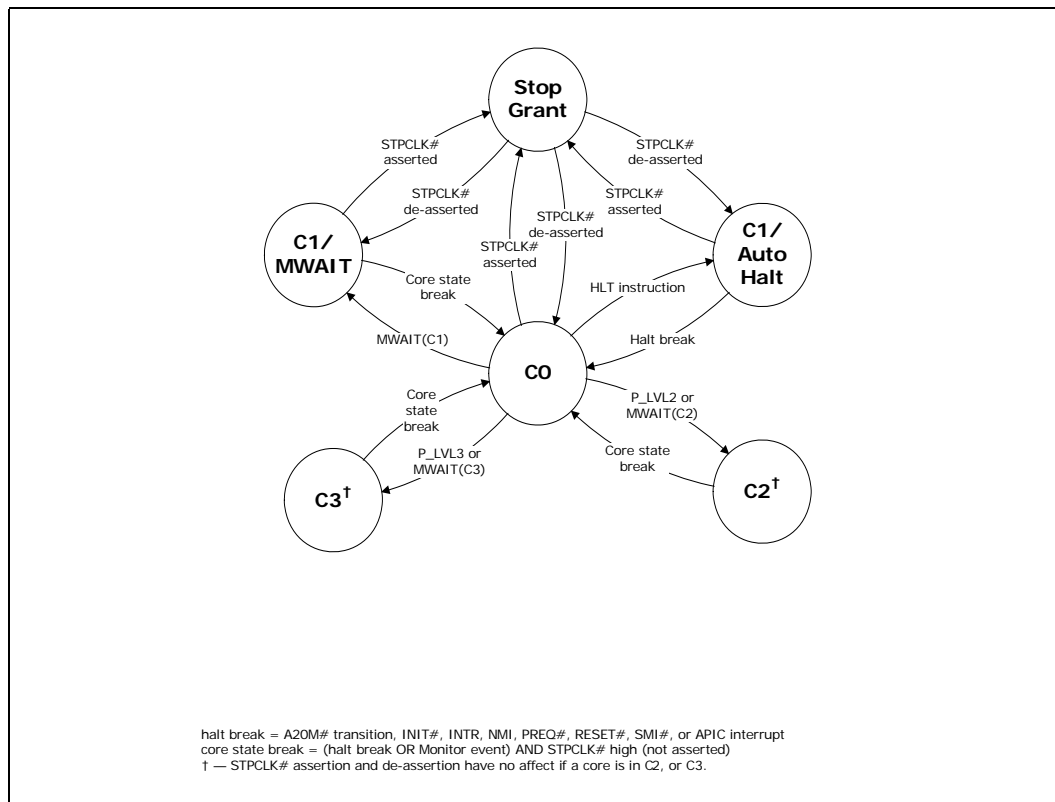 Stop
Grant
STPCLK#
asserted
STPCLK#
de-asserted
STPCLK#
de-asserted
STPCLK#
asserted
STPCLK#
de-asserted
STPCLK#
asserted
C1/
MWAIT
C1/
Auto
Halt
Core state
break
HLT instruction
MWAIT(C1)
Halt break
C0
Core
state
break
P_LVL2 or
MWAIT(C2)
P_LVL3 or
MWAIT(C3)
Core state
break
C3†
C2†
halt break = A20M# transition, INIT#, INTR, NMI, PREQ#, RESET#, SMI#, or APIC interrupt
core state break = (halt break OR Monitor event) AND STPCLK# high (not asserted)
† — STPCLK# assertion and de-assertion have no affect if a core is in C2, or C3.